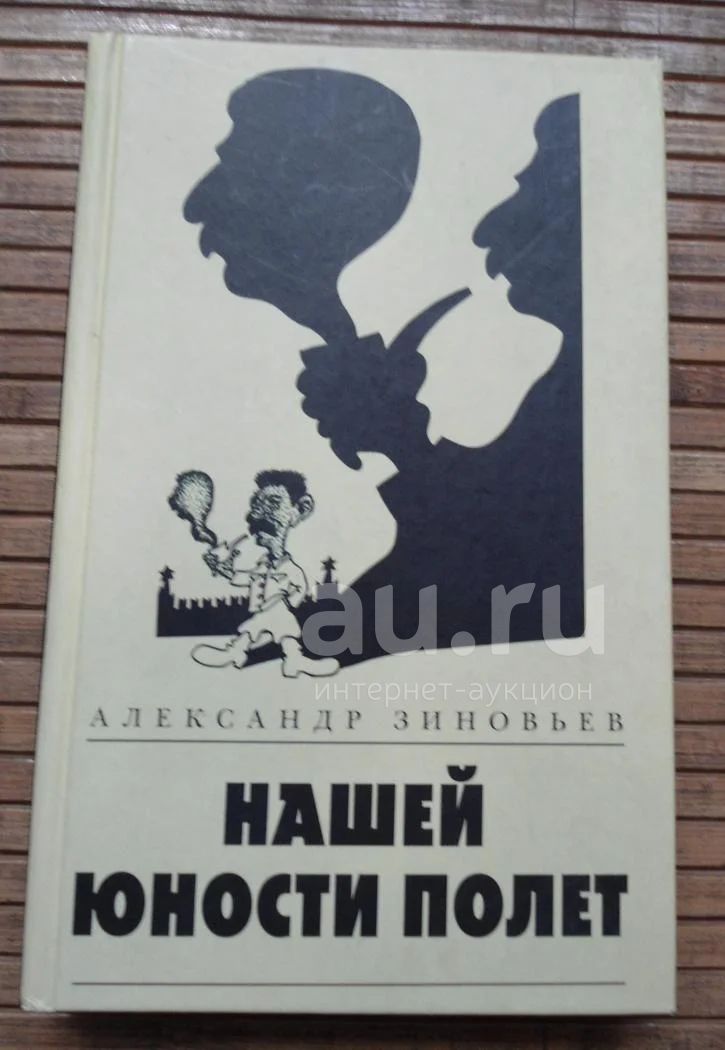 au.ru
интернет-аукцион
АЛЕКСАНДР ЗИНОВЬЕВ
НАШЕЙ
ЮНОСТИ ПОЛЕТ